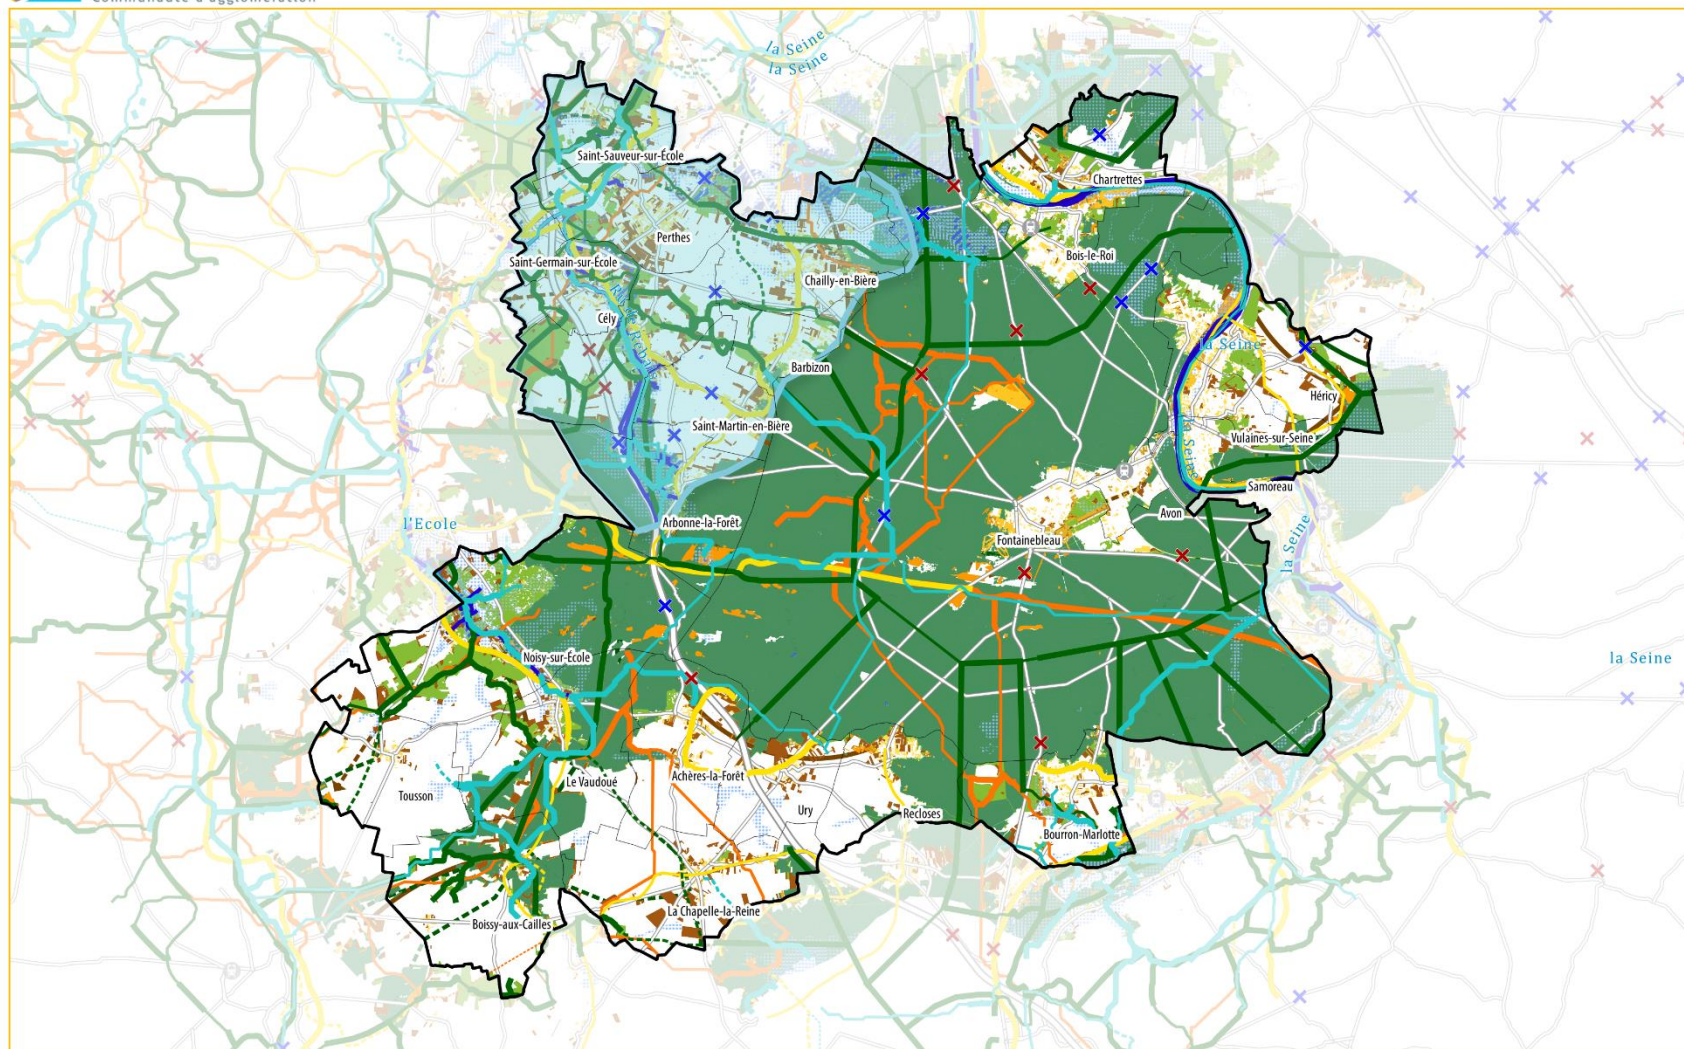 Communauté d'agglomération
la Seine
la Seine
Chartrettes
Saint-Sauveur-sur-École
Perthes
Bois-le-Roi
Saint-Germain-sur-École
Chailly-en-Bière
Cély
la Seine
Barbizon
Héricy
Saint-Martin-en-Bière
Vulaines-sur-Seine
la Seine
Samoreau
l'Ecole
Arbonne-la-Forêt
Avon
Fontainebleau
la Seine
Noisy-sur-École
la Seine
Achères-la-Forêt
Le Vaudoué
Tousson
Ury
Recloses
Bourron-Marlotte
La Chapelle-la-Reine
Boissy-aux-Cailles